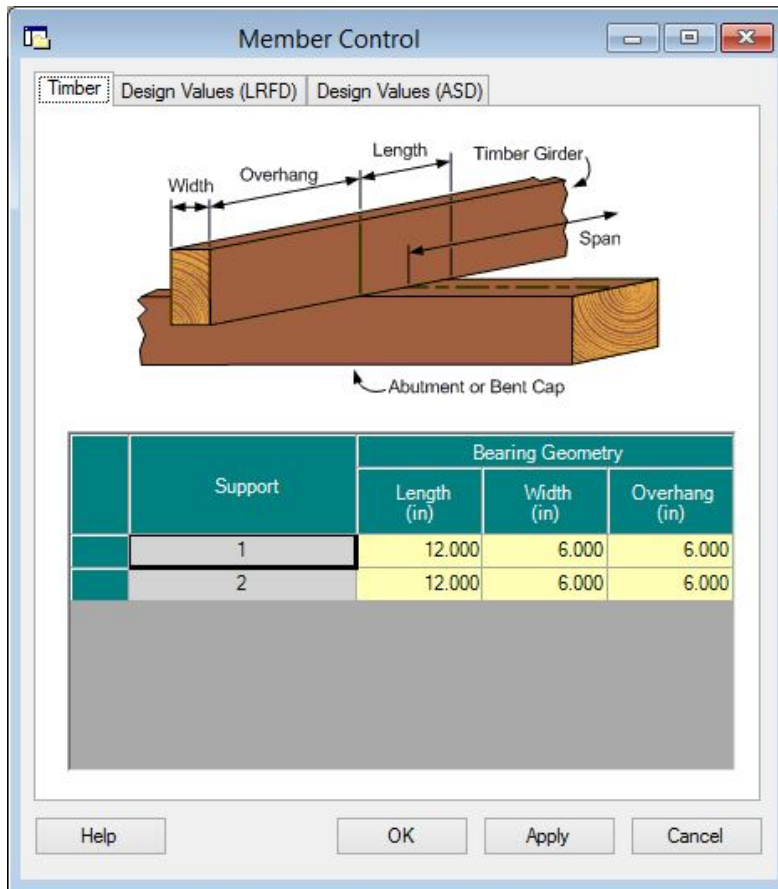 Member Control
Timber Design Values (LRFD) Design Values (ASD)
Width Overhang Length Timber Girder
Span
Abutment or Bent Cap
Support Bearing Geometry
Length (in) Width (in) Overhang (in)
1 12.000 6.000 6.000
2 12.000 6.000 6.000
Help OK Apply Cancel